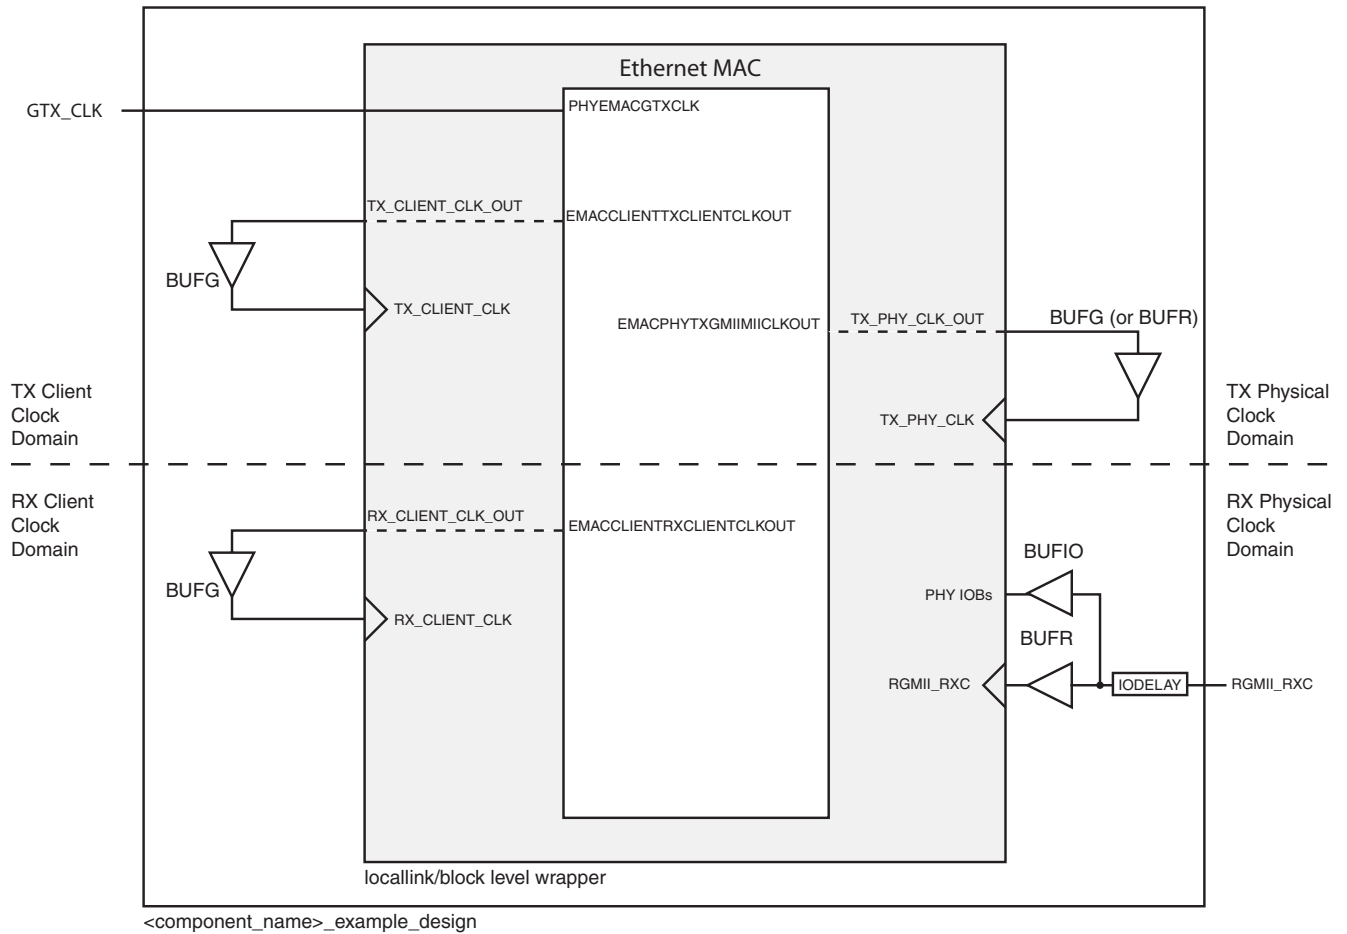 Ethernet MAC
GTX_CLK
PHYEMACGTXCLK
TX_CLIENT_CLK_OUT
EMACCLIENTTXCLIENTCLKOUT
BUFG
TX_CLIENT_CLK
EMACPHYTXGMIIMIICLKOUT
TX_PHY_CLK_OUT
BUFG (or BUFR)
TX Client
Clock
Domain
TX_PHY_CLK
TX Physical
Clock
Domain
RX Client
Clock
Domain
RX_CLIENT_CLK_OUT
EMACCLIENTRXCLIENTCLKOUT
RX Physical
Clock
Domain
BUFG
RX_CLIENT_CLK
BUFIO
PHY IOBs
BUFR
RGMII_RXC
IODELAY
RGMII_RXC
locallink/block level wrapper
<component_name>_example_design